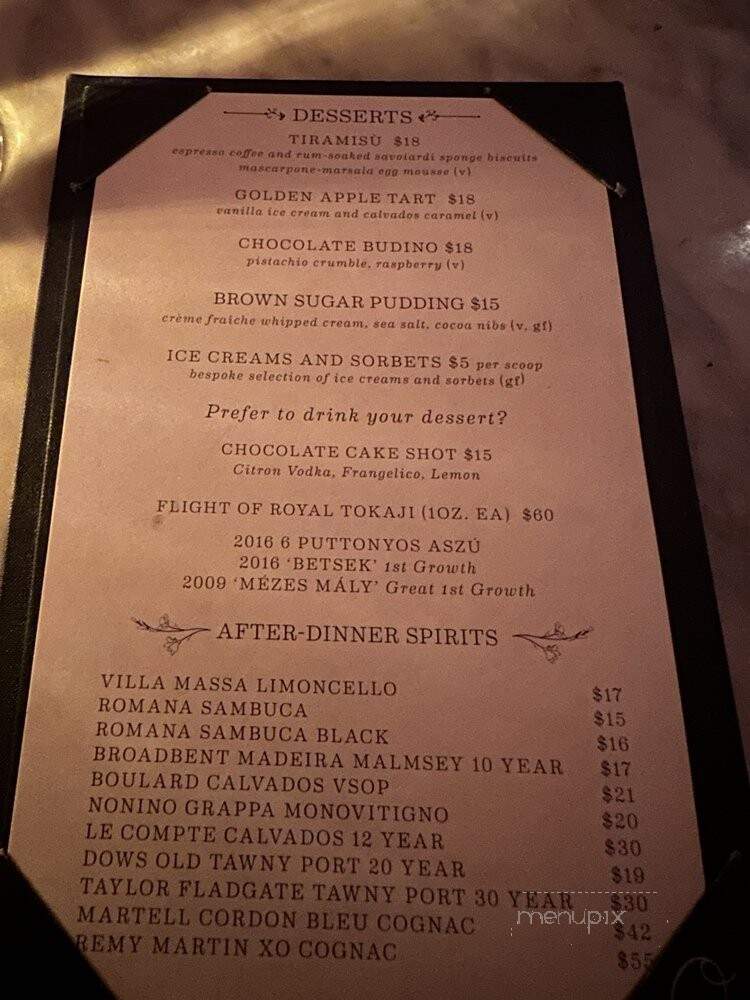 DESSERTS
TIRAMISÙ $18
espresso coffee and rum-soaked savoiardi sponge biscuits
mascarpone-marsala egg mousse (v)
GOLDEN APPLE TART $18
vanilla ice cream and calvados caramel (v)
CHOCOLATE BUDINO $18
pistachio crumble, raspberry (v)
BROWN SUGAR PUDDING $15
crème fraîche whipped cream, sea salt, cocoa nibs (v, gf)
ICE CREAMS AND SORBETS $5 per scoop
bespoke selection of ice creams and sorbets (gf)
Prefer to drink your dessert?
CHOCOLATE CAKE SHOT $15
Citron Vodka, Frangelico, Lemon
FLIGHT OF ROYAL TOKAJI (1OZ. EA) $60
2016 6 PUTTONYOS ASZÚ
2016 'BETSEK' 1st Growth
2009 'MÉZES MÁLY' Great 1st Growth
AFTER-DINNER SPIRITS
VILLA MASSA LIMONCELLO $17
ROMANA SAMBUCA $15
ROMANA SAMBUCA BLACK $16
BROADBENT MADEIRA MALMSEY 10 YEAR $17
BOULARD CALVADOS VSOP $21
NONINO GRAPPA MONOVITIGNO $20
LE COMPTE CALVADOS 12 YEAR $30
DOWS OLD TAWNY PORT 20 YEAR $19
TAYLOR FLADGATE TAWNY PORT 30 YEAR $30
MARTELL CORDON BLEU COGNAC $42
REMY MARTIN XO COGNAC $55
menupix